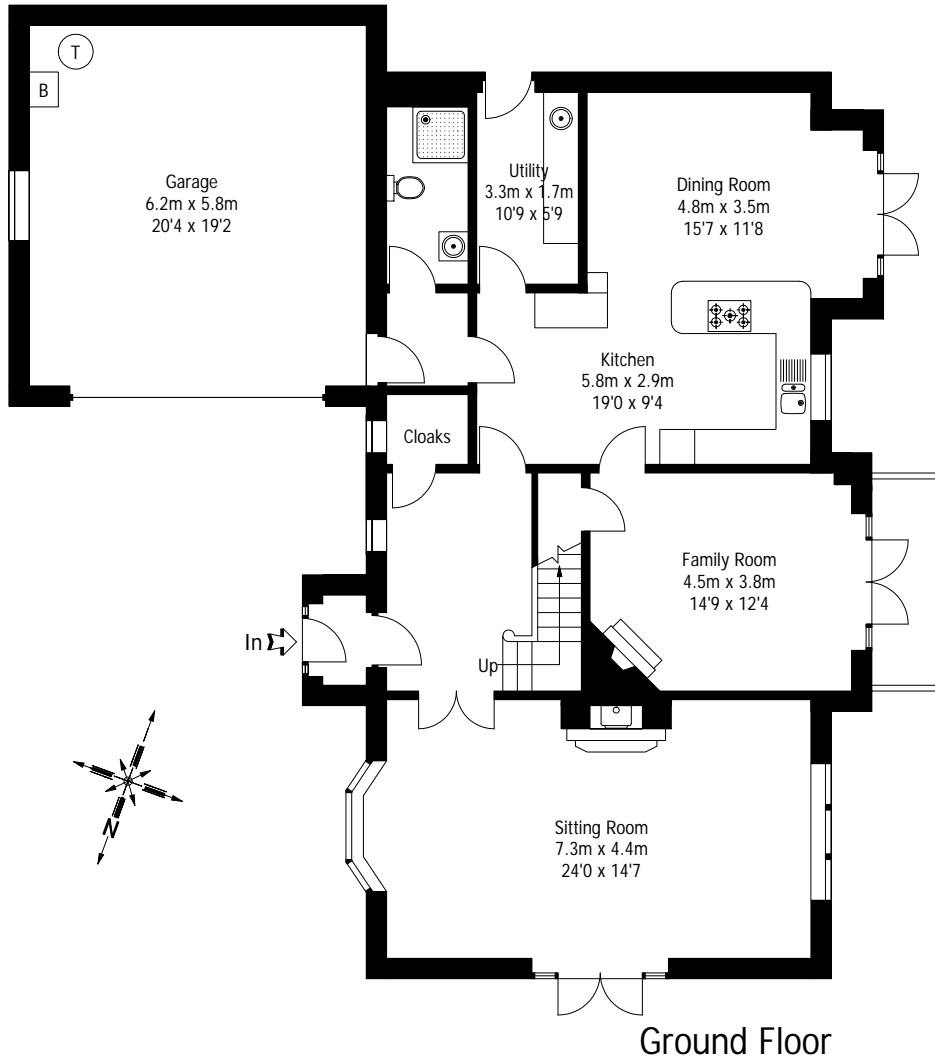 T
B
Garage
6.2m x 5.8m
20'4 x 19'2
Utility
3.3m x 1.7m
10'9 x 5'9
Dining Room
4.8m x 3.5m
15'7 x 11'8
Kitchen
5.8m x 2.9m
19'0 x 9'4
Cloaks
Family Room
4.5m x 3.8m
14'9 x 12'4
In
Up
N
Sitting Room
7.3m x 4.4m
24'0 x 14'7
Ground Floor